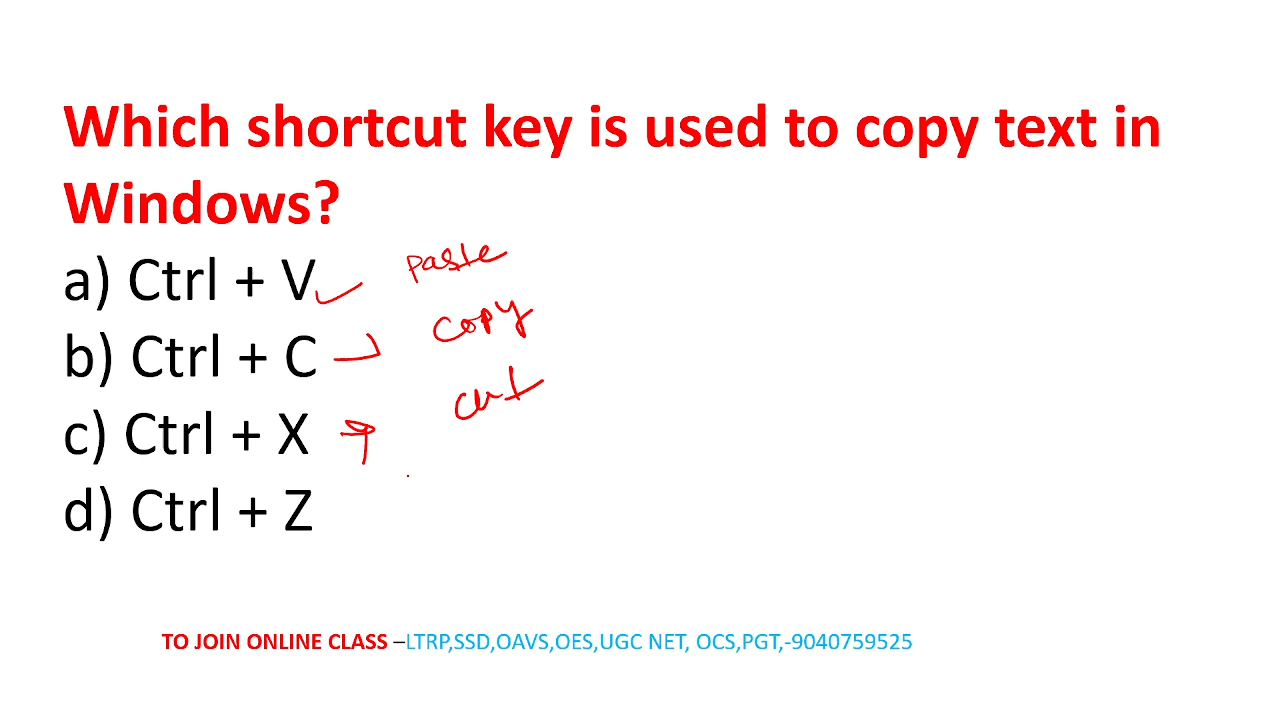 Which shortcut key is used to copy text in
Windows?
a) Ctrl + V paste
b) Ctrl + C copy
c) Ctrl + X cut
d) Ctrl + Z
TO JOIN ONLINE CLASS –LTRP,SSD,OAVS,OES,UGC NET, OCS,PGT,-9040759525